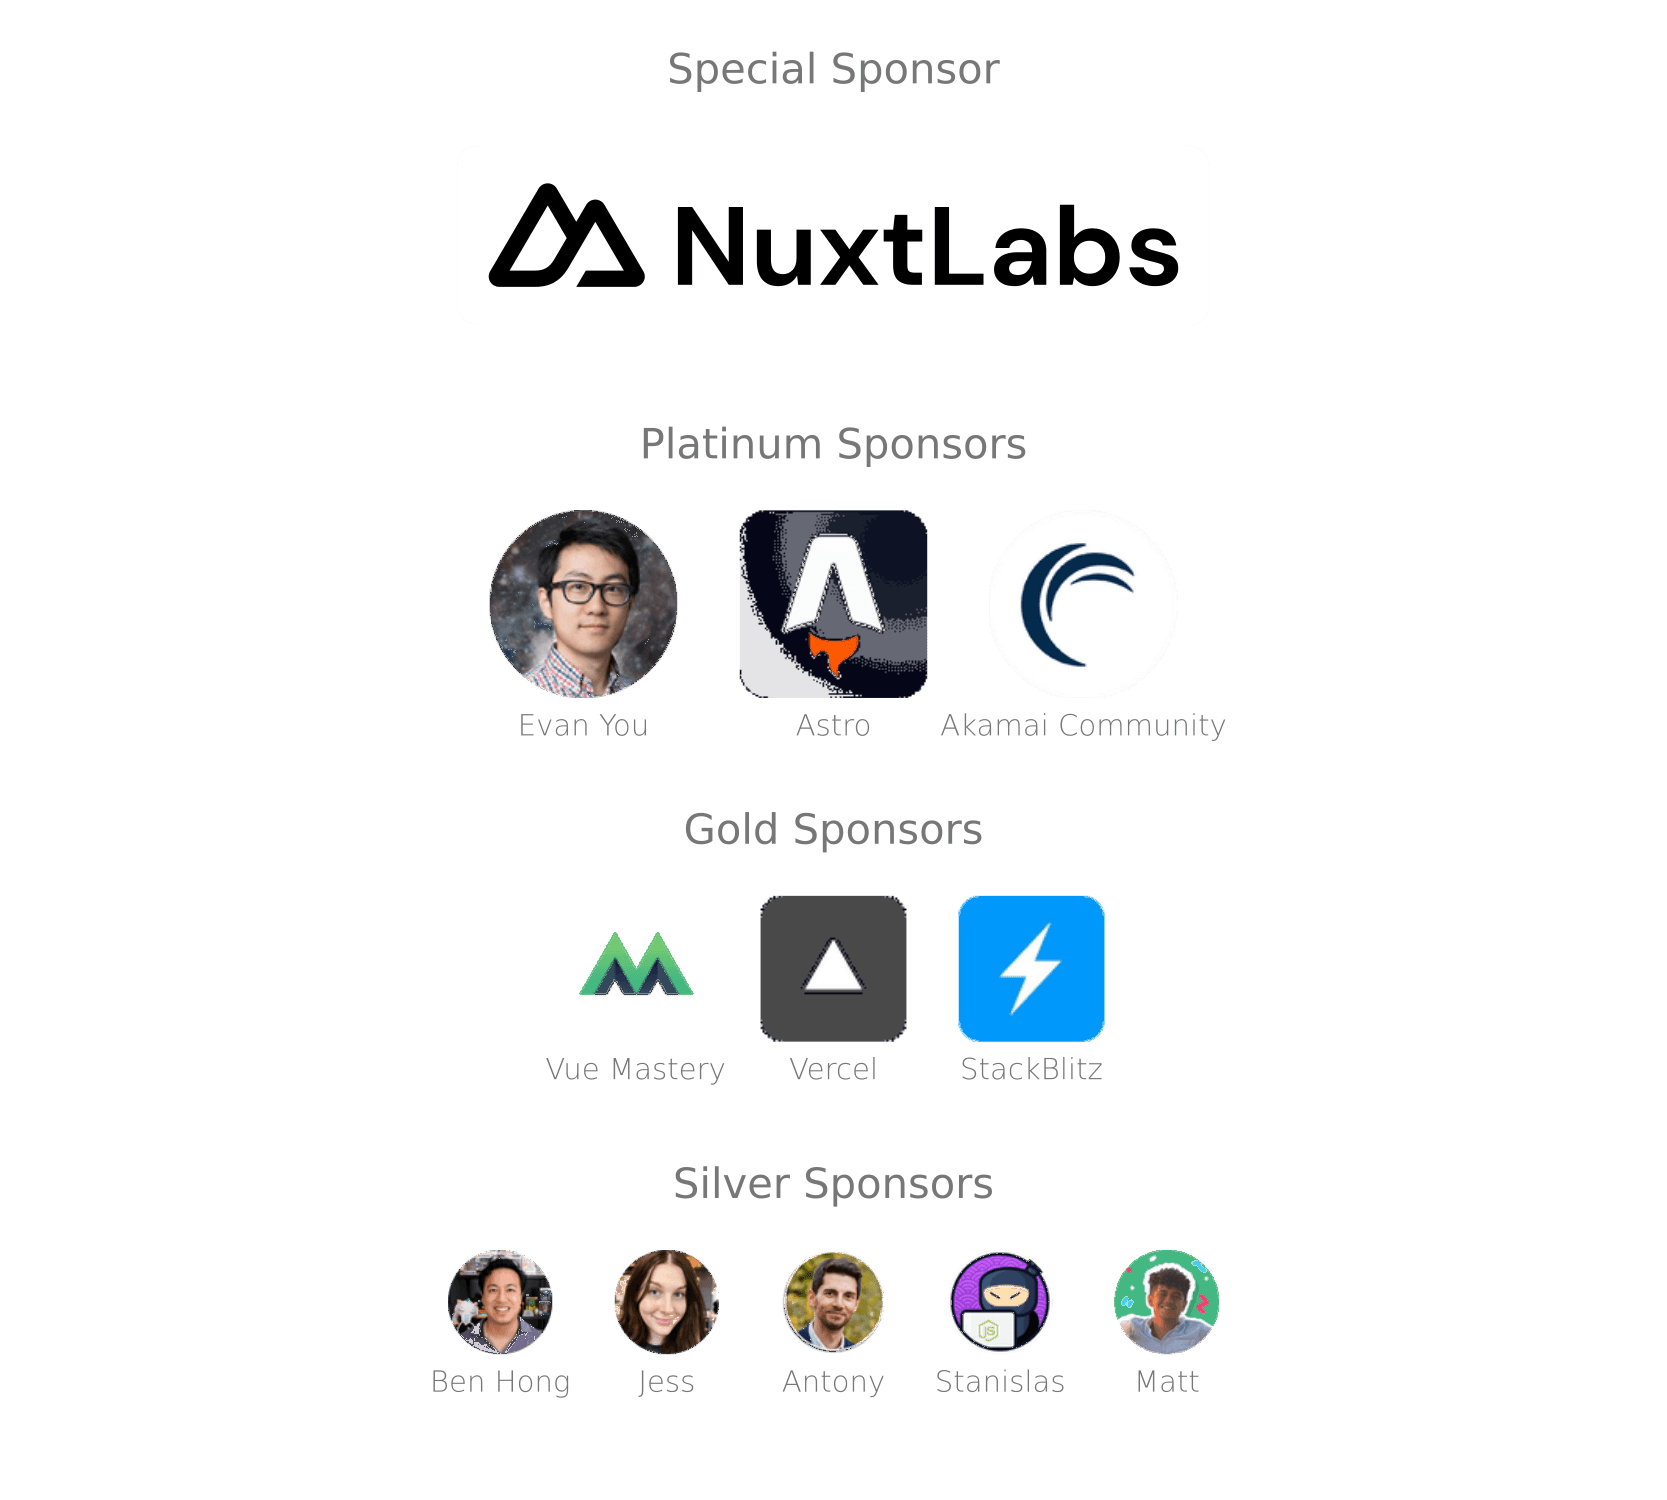 Special Sponsor
NuxtLabs
Platinum Sponsors
Evan You Astro Akamai Community
Gold Sponsors
Vue Mastery Vercel StackBlitz
Silver Sponsors
JS
Ben Hong Jess Antony Stanislas Matt